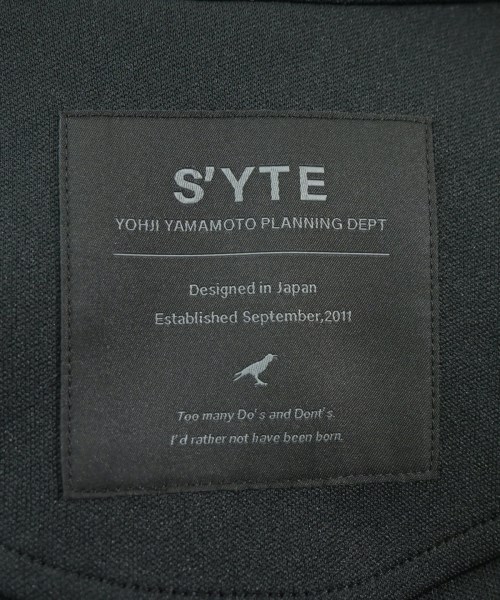 S'YTE
YOHJI YAMAMOTO PLANNING DEPT
Designed in Japan
Established September,2011
Too many Do's and Dont's.
I'd rather not have been born.